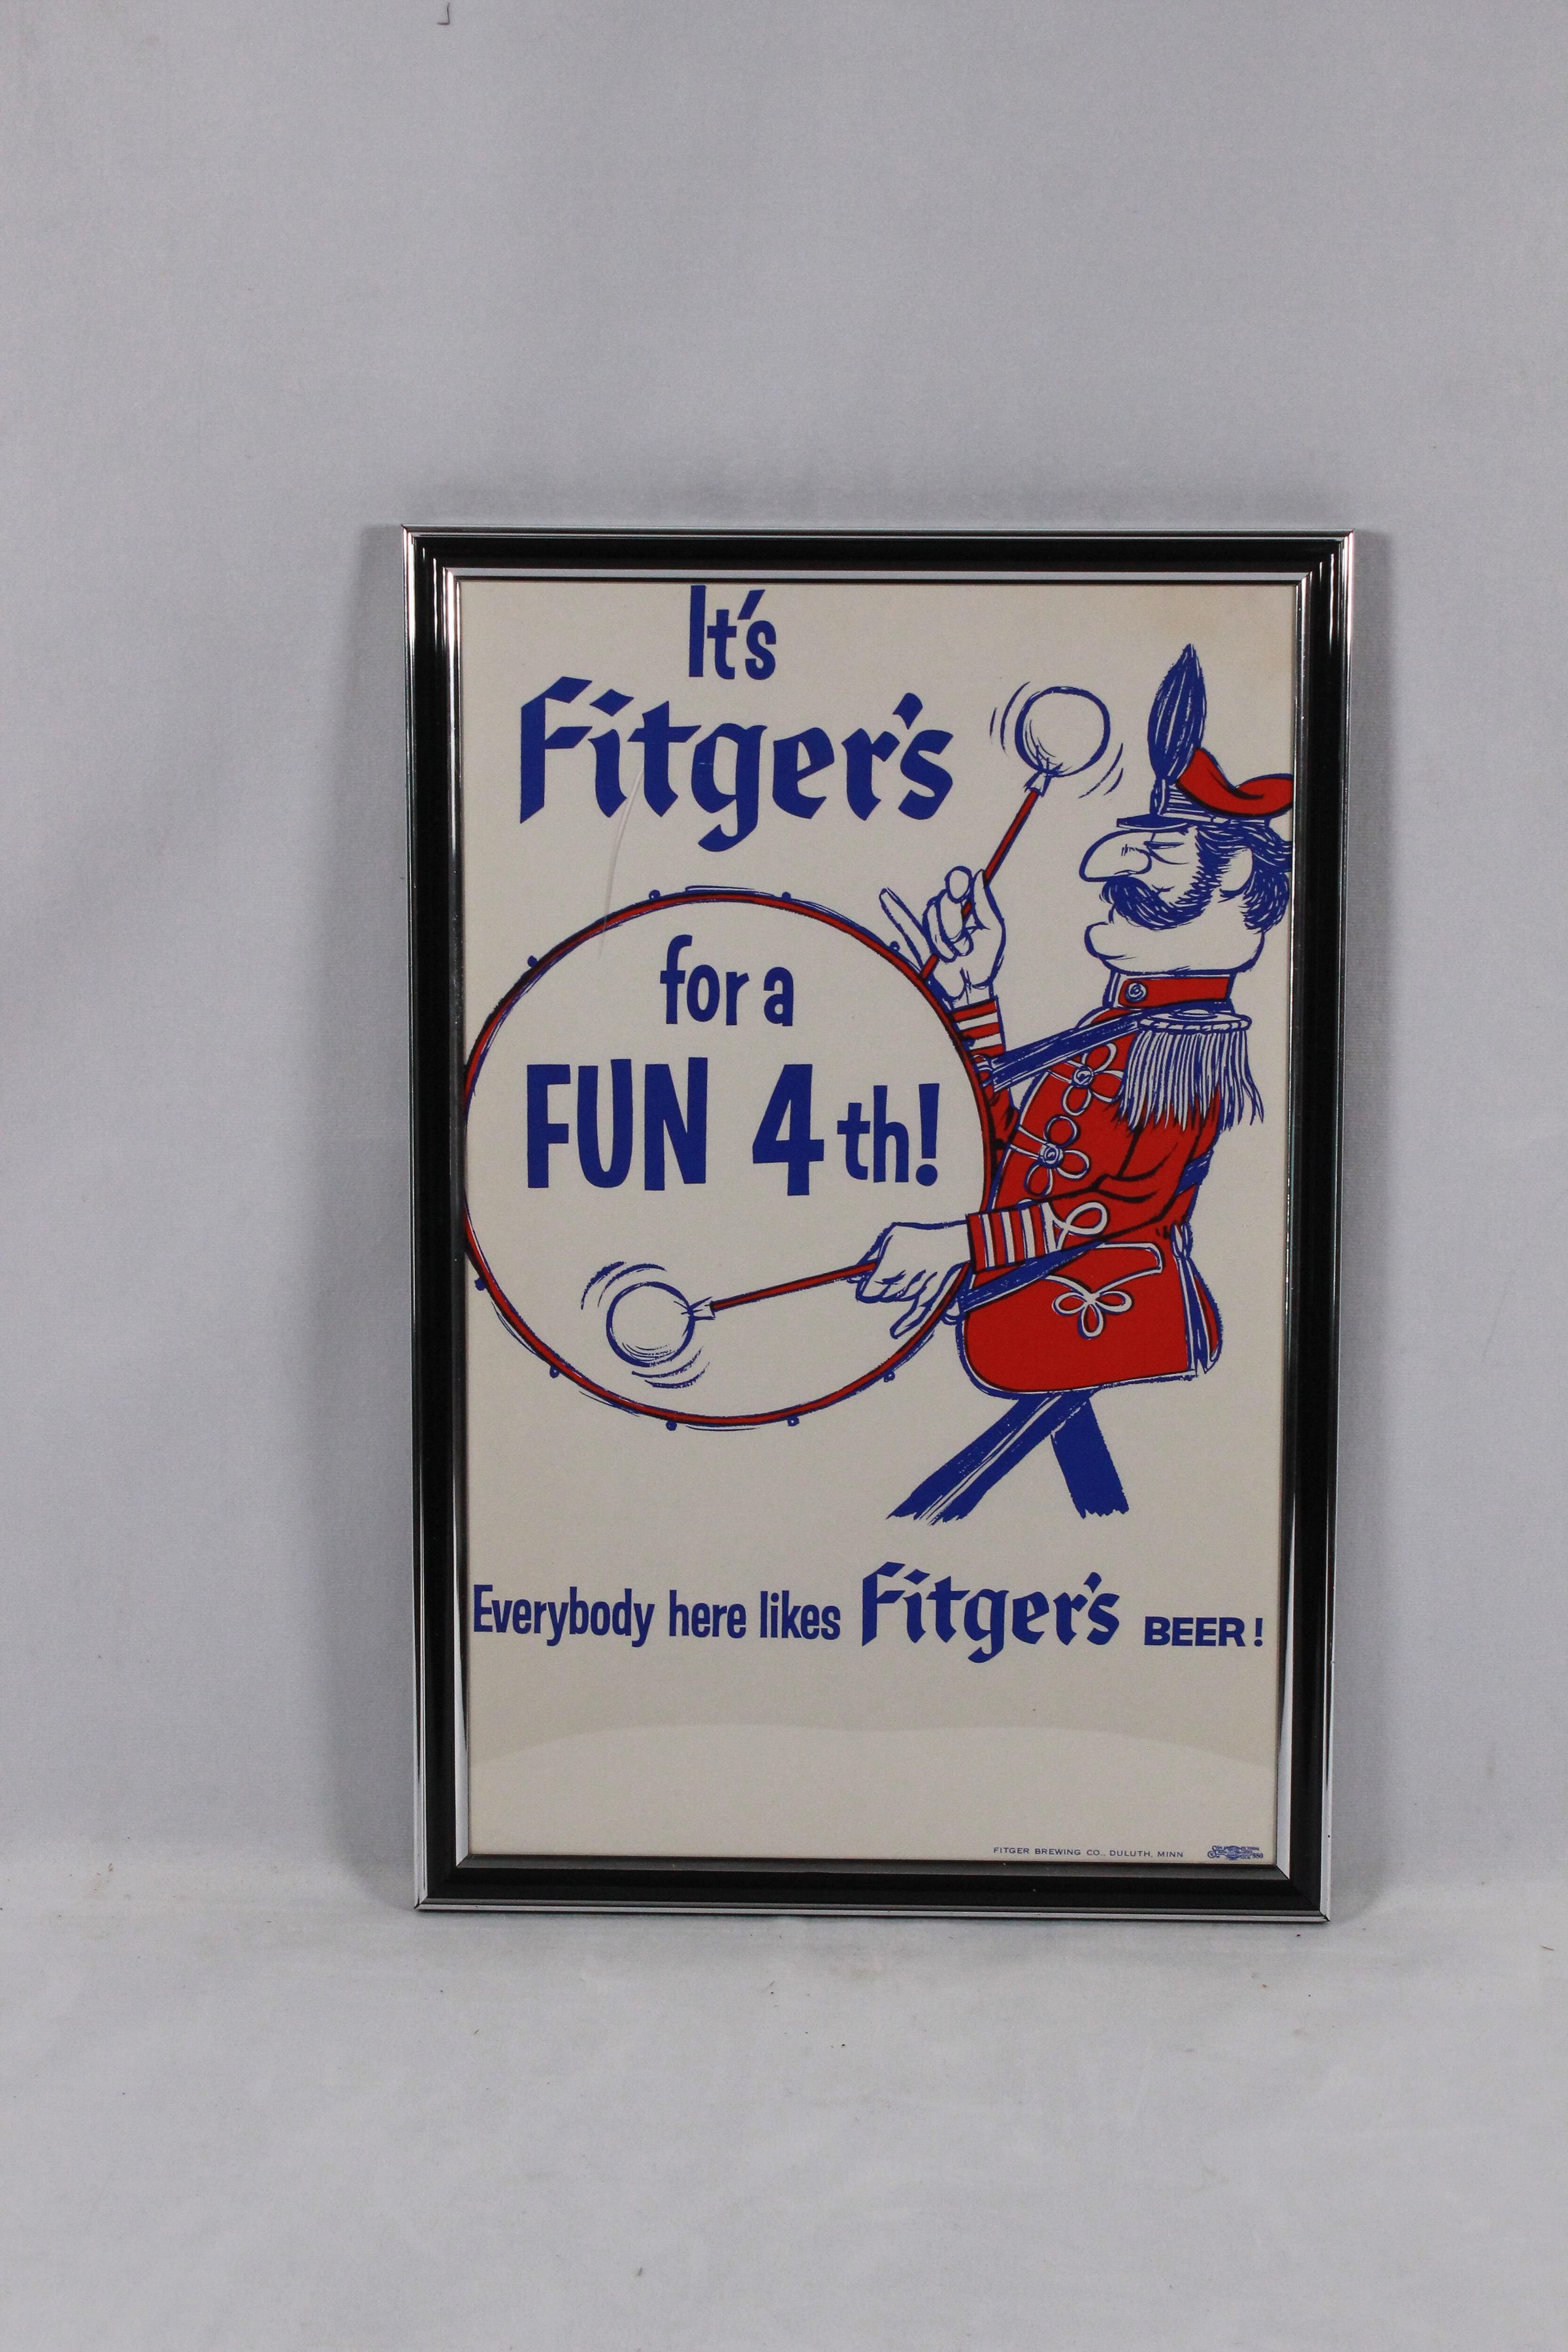 It's
Fitger's
for a
FUN 4th!
Everybody here likes Fitger's BEER!
FITGER BREWING CO., DULUTH, MINN